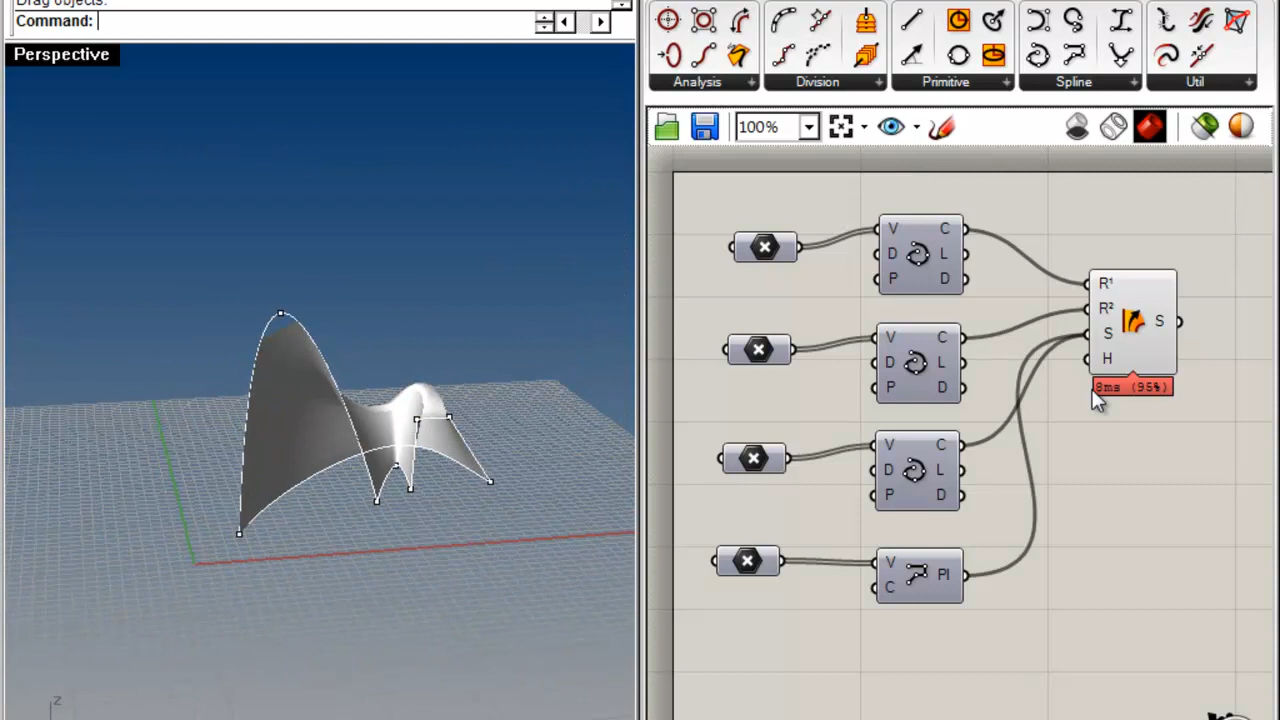 Drag objects:
Command:
Perspective
z
Analysis
Division
Primitive
Spline
Util
100%
V C
D L
P D
R¹
R² S
S
H
8ms (95%)
V C
D L
P D
V C
D L
P D
V Pl
C